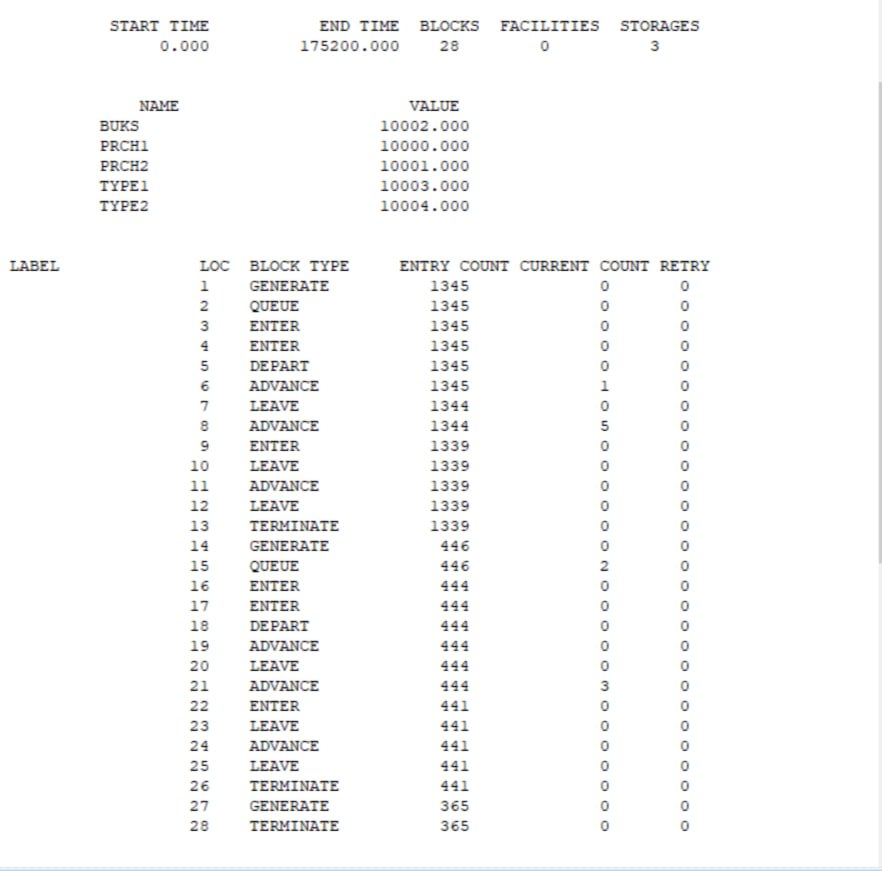 START TIME END TIME BLOCKS FACILITIES STORAGES
0.000 175200.000 28 0 3
NAME VALUE
BUKS 10002.000
PRCH1 10000.000
PRCH2 10001.000
TYPE1 10003.000
TYPE2 10004.000
LABEL LOC BLOCK TYPE ENTRY COUNT CURRENT COUNT RETRY
1 GENERATE 1345 0 0
2 QUEUE 1345 0 0
3 ENTER 1345 0 0
4 ENTER 1345 0 0
5 DEPART 1345 0 0
6 ADVANCE 1345 1 0
7 LEAVE 1344 0 0
8 ADVANCE 1344 5 0
9 ENTER 1339 0 0
10 LEAVE 1339 0 0
11 ADVANCE 1339 0 0
12 LEAVE 1339 0 0
13 TERMINATE 1339 0 0
14 GENERATE 446 0 0
15 QUEUE 446 2 0
16 ENTER 444 0 0
17 ENTER 444 0 0
18 DEPART 444 0 0
19 ADVANCE 444 0 0
20 LEAVE 444 0 0
21 ADVANCE 444 3 0
22 ENTER 441 0 0
23 LEAVE 441 0 0
24 ADVANCE 441 0 0
25 LEAVE 441 0 0
26 TERMINATE 441 0 0
27 GENERATE 365 0 0
28 TERMINATE 365 0 0